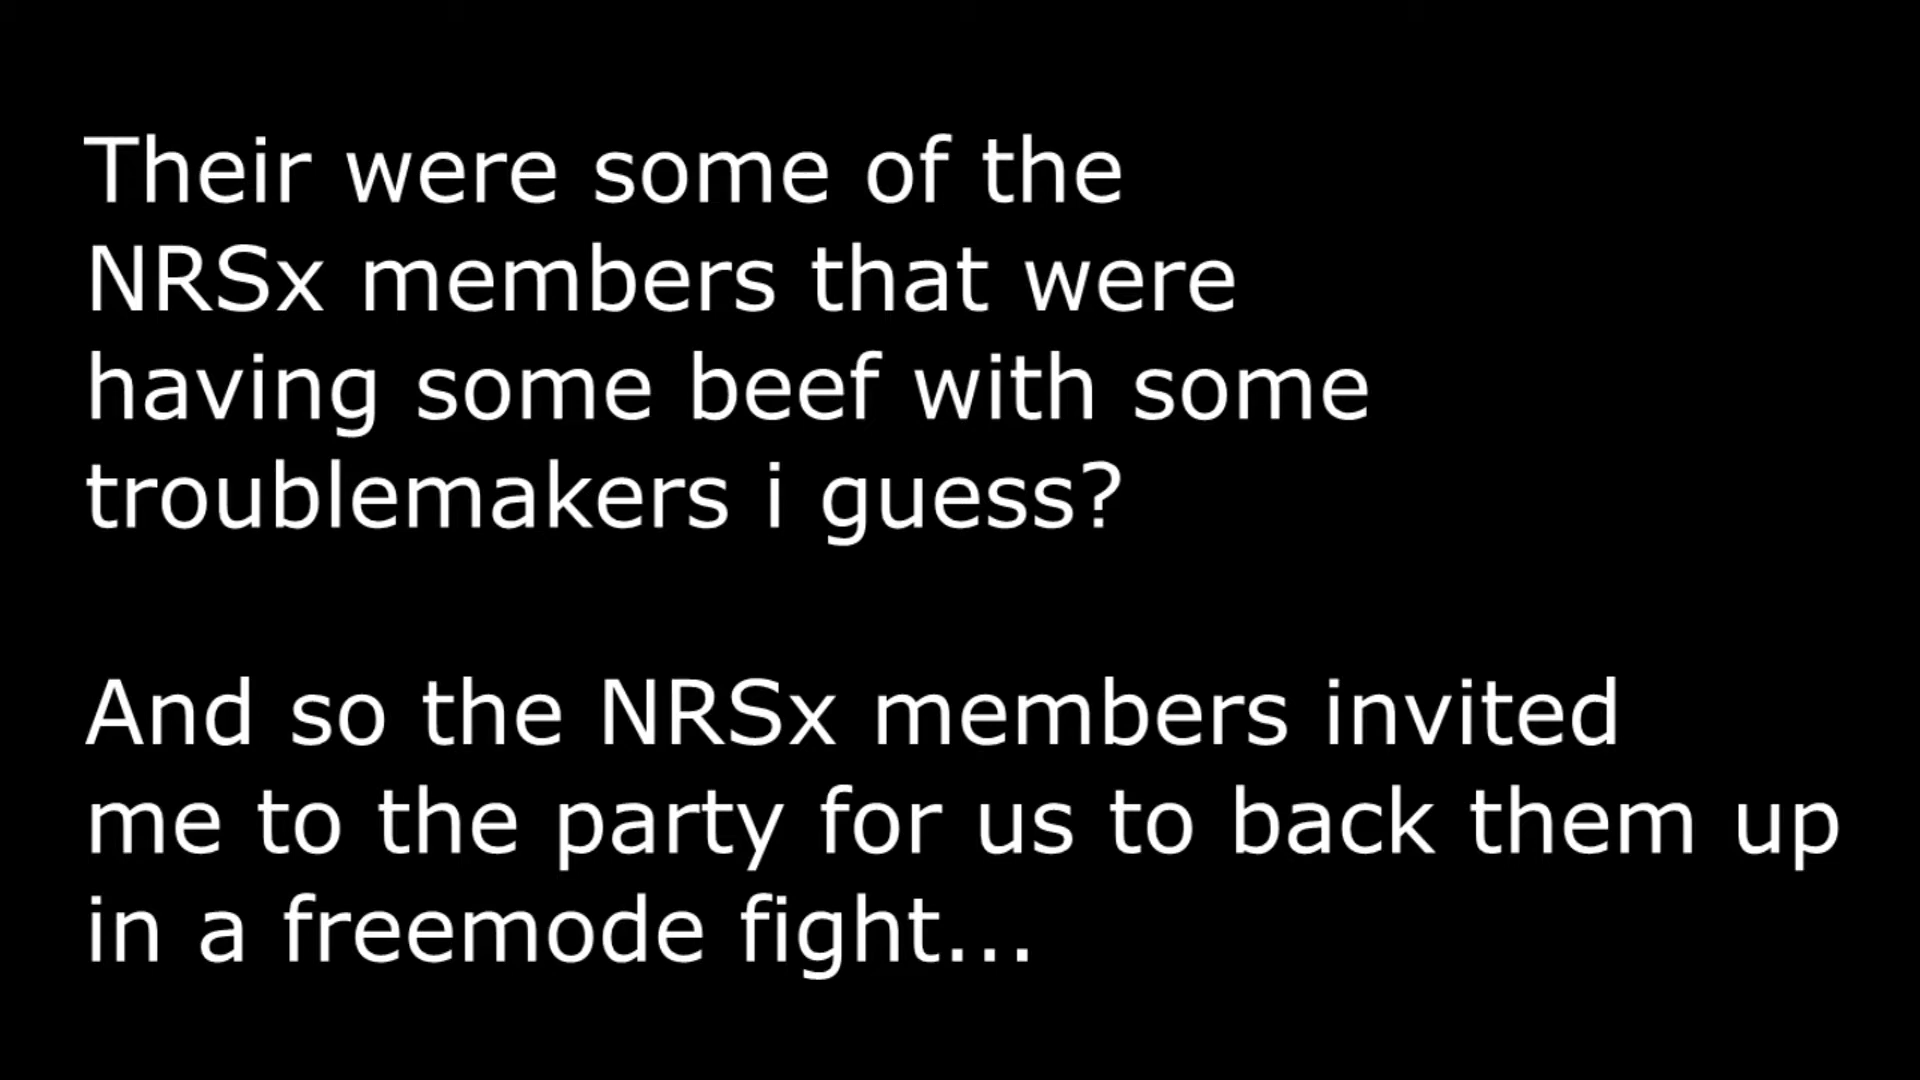 Their were some of the
NRSx members that were
having some beef with some
troublemakers i guess?
And so the NRSx members invited
me to the party for us to back them up
in a freemode fight...